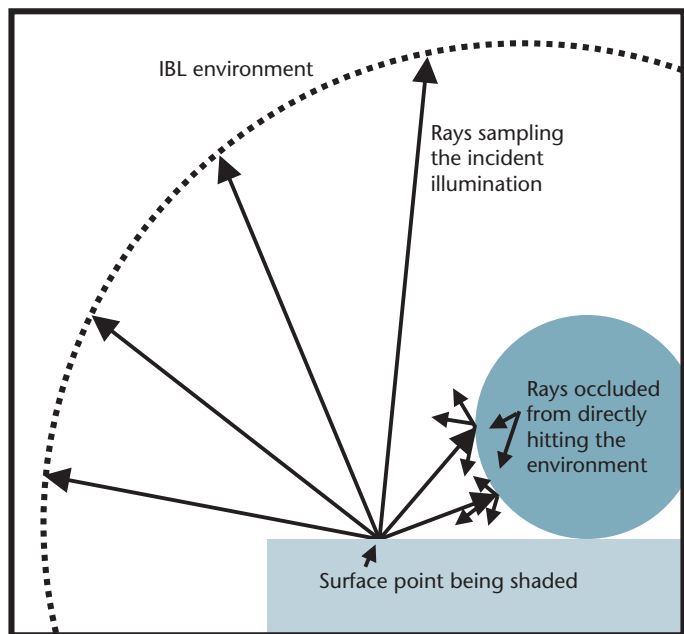 IBL environment
Rays sampling
the incident
illumination
Rays occluded
from directly
hitting the
environment
Surface point being shaded